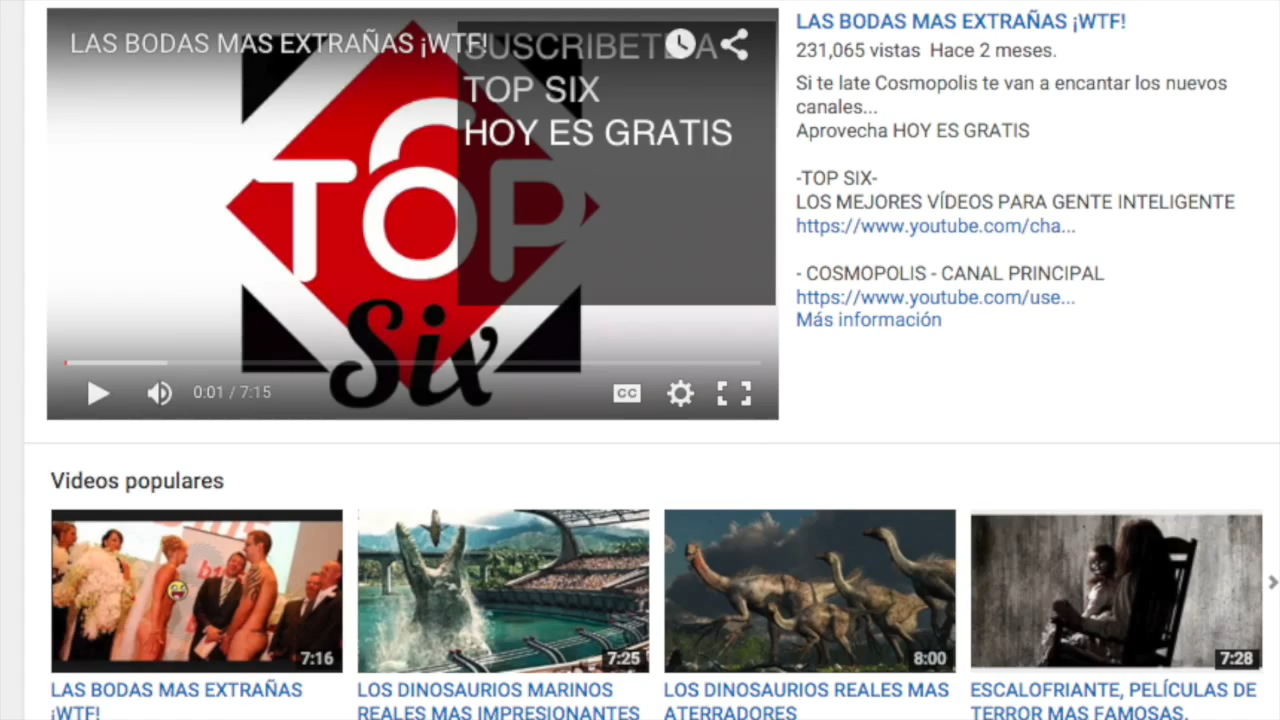 LAS BODAS MAS EXTRAÑAS ¡WTF!
SUSCRIBETE A
TOP SIX
HOY ES GRATIS
TOP
Six
0:01 / 7:15
CC
LAS BODAS MAS EXTRAÑAS ¡WTF!
231,065 vistas Hace 2 meses.
Si te late Cosmopolis te van a encantar los nuevos
canales...
Aprovecha HOY ES GRATIS
-TOP SIX-
LOS MEJORES VÍDEOS PARA GENTE INTELIGENTE
https://www.youtube.com/cha...
- COSMOPOLIS - CANAL PRINCIPAL
https://www.youtube.com/use...
Más información
Videos populares
7:16
7:25
8:00
7:28
LAS BODAS MAS EXTRAÑAS
¡WTF!
LOS DINOSAURIOS MARINOS
REALES MAS IMPRESIONANTES
LOS DINOSAURIOS REALES MAS
ATERRADORES
ESCALOFRIANTE, PELÍCULAS DE
TERROR MAS FAMOSAS,